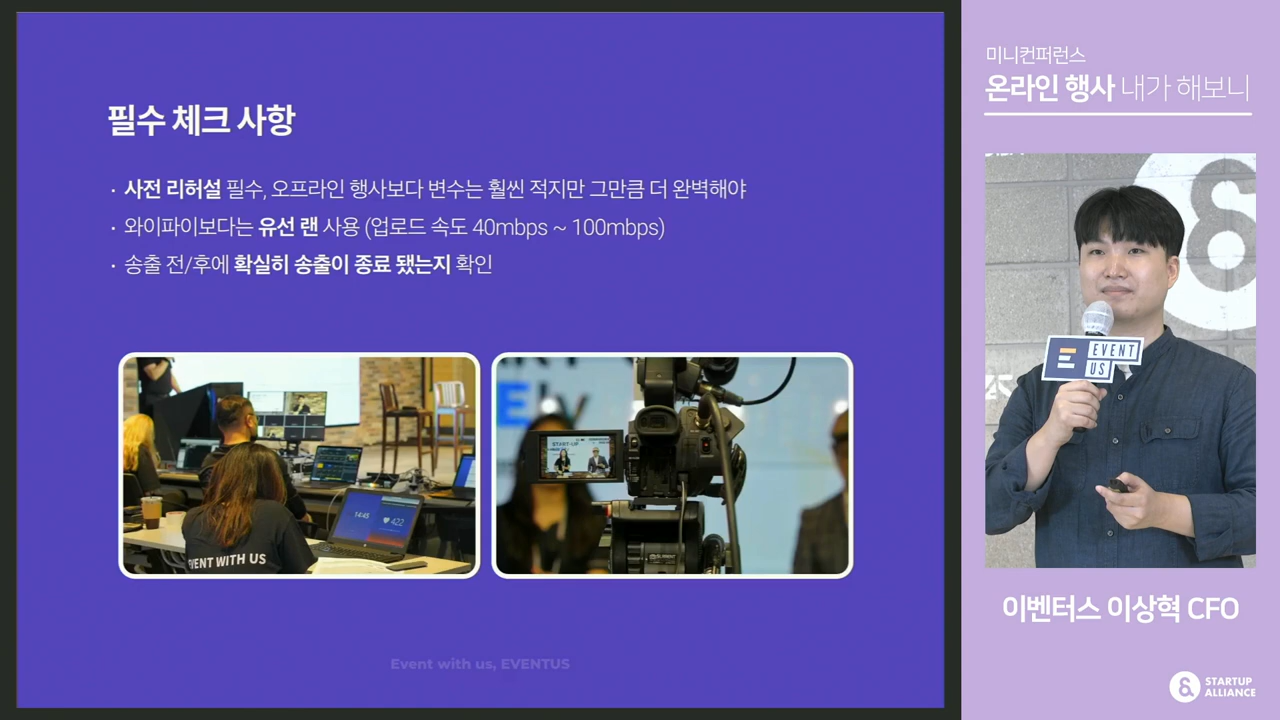 필수 체크 사항
· 사전 리허설 필수, 오프라인 행사보다 변수는 훨씬 적지만 그만큼 더 완벽해야
· 와이파이보다는 유선 랜 사용 (업로드 속도 40mbps ~ 100mbps)
· 송출 전/후에 확실히 송출이 종료 됐는지 확인
14:45
422
EVENT WITH US
START-UP
Event with us, EVENTUS
미니컨퍼런스
온라인 행사 내가 해보니
EVENT
US
이벤터스 이상혁 CFO
STARTUP
ALLIANCE